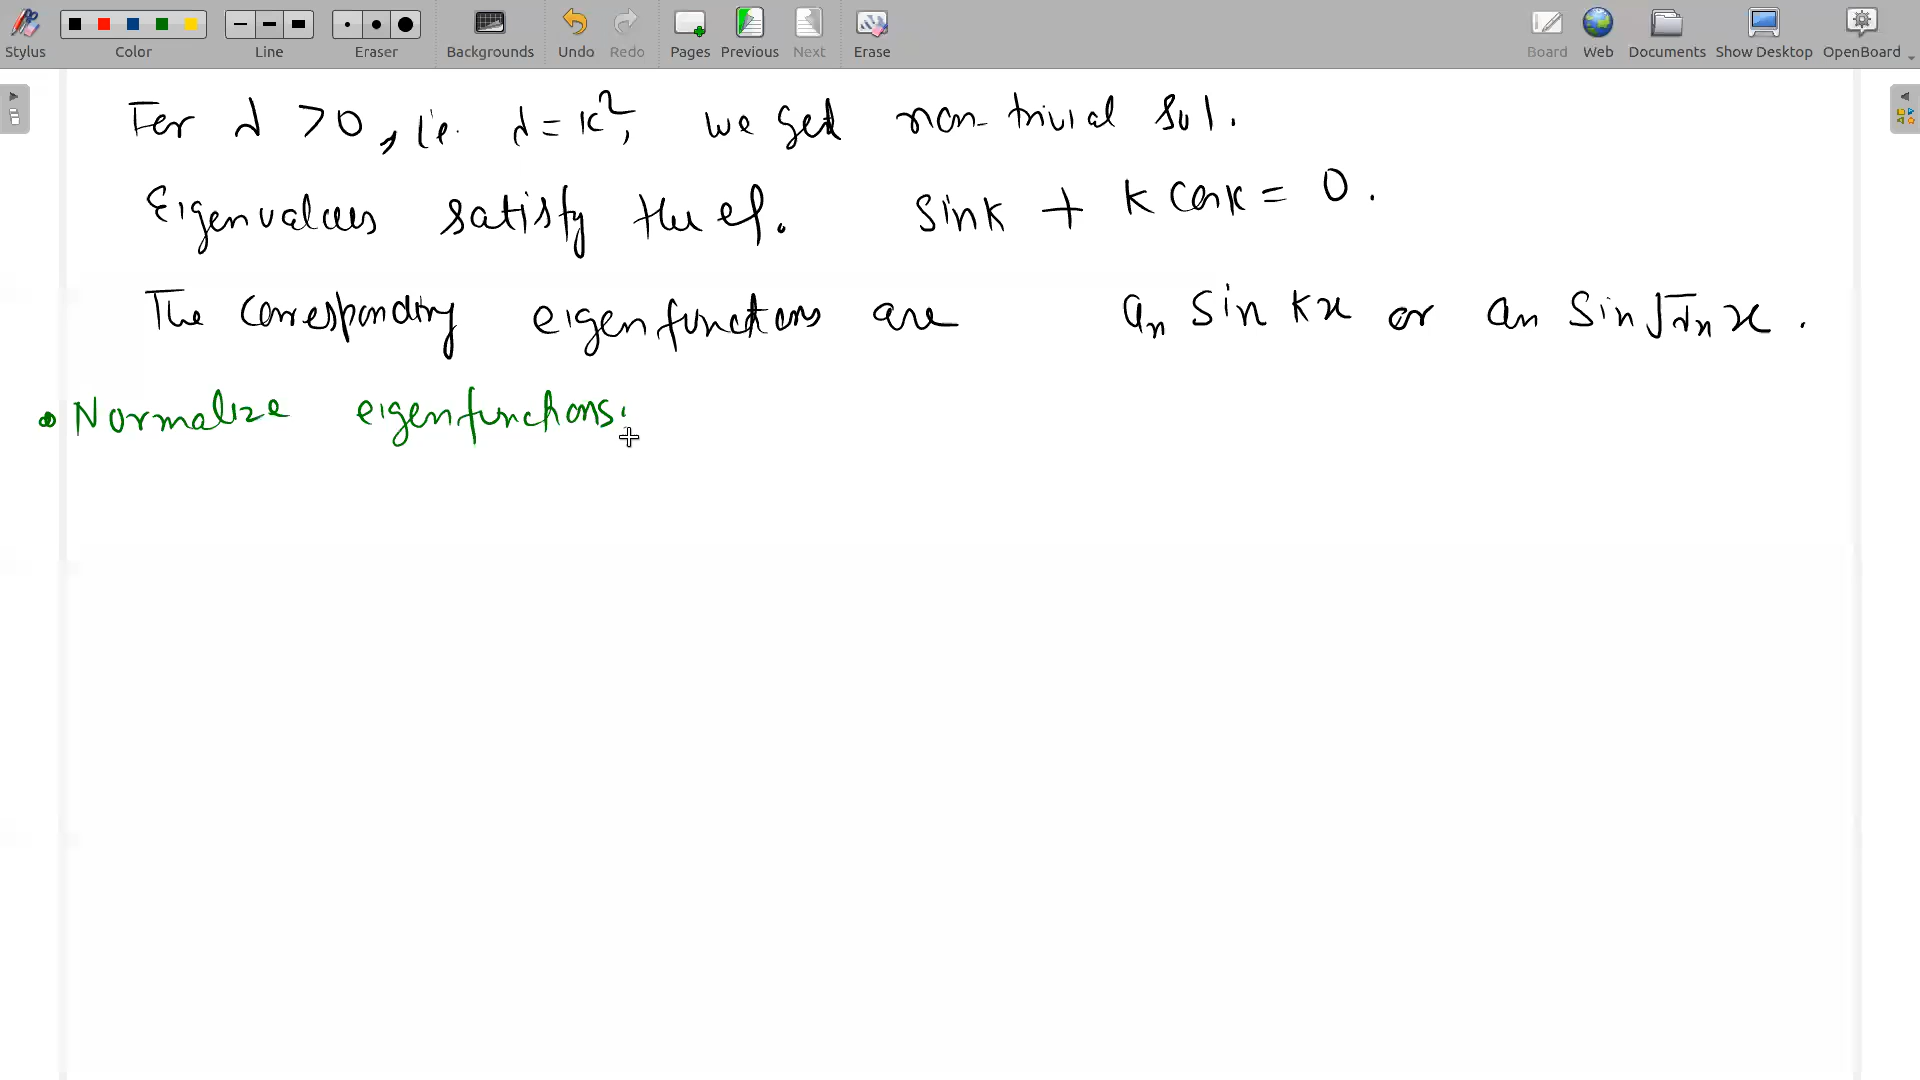 Stylus Color Line Eraser Backgrounds Undo Redo Pages Previous Next Erase Board Web Documents Show Desktop OpenBoard
For λ >0, i.e. λ = k², we get non-trivial sol.
Eigenvalues satisfy the eq. sin k + k cos k = 0.
The corresponding eigenfunctions are aₙ sin kx or aₙ sin √λₙ x.
• Normalize eigenfunctions: